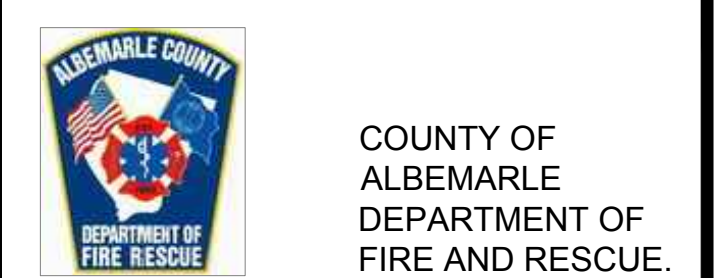 ALBEMARLE COUNTY
DEPARTMENT OF
FIRE RESCUE
COUNTY OF
ALBEMARLE
DEPARTMENT OF
FIRE AND RESCUE.